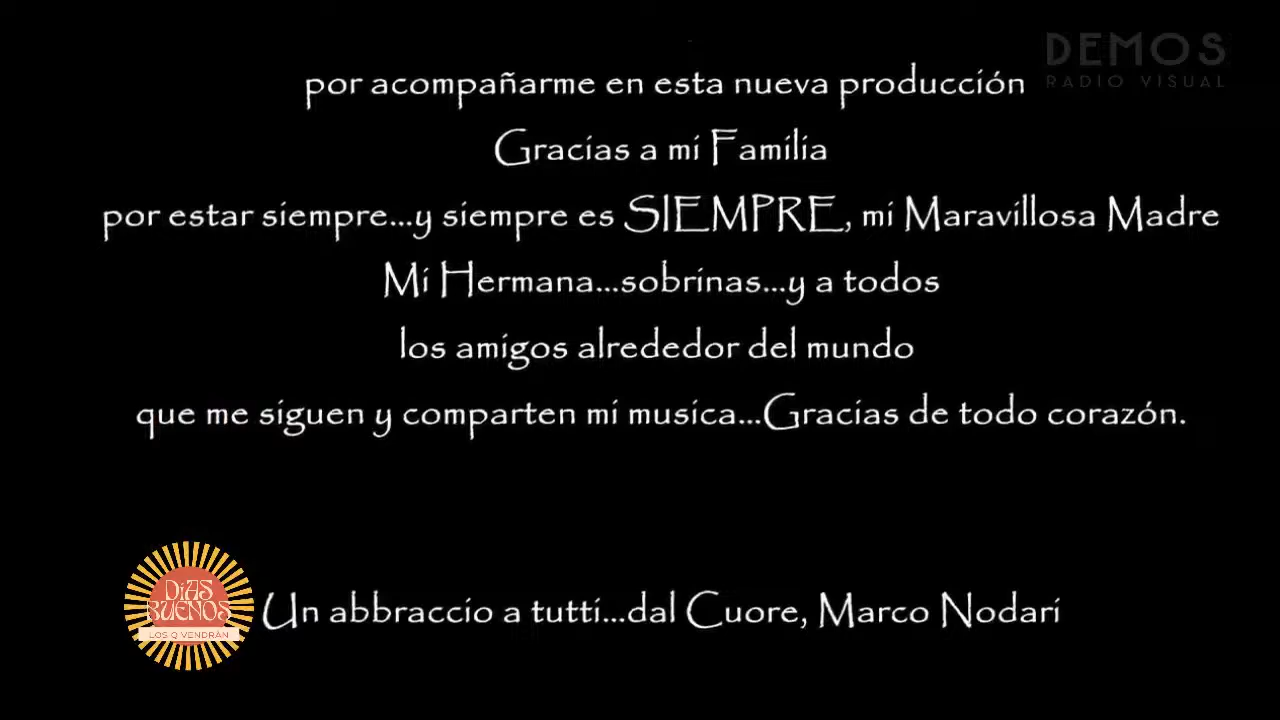 DEMOS
RADIO VISUAL
por acompañarme en esta nueva producción
Gracias a mi Familia
por estar siempre...y siempre es SIEMPRE, mi Maravillosa Madre
Mi Hermana...sobrinas...y a todos
los amigos alrededor del mundo
que me siguen y comparten mi musica...Gracias de todo corazón.
DiAS
BUENOS
LOS Q VENDRÁN
Un abbraccio a tutti...dal Cuore, Marco Nodari